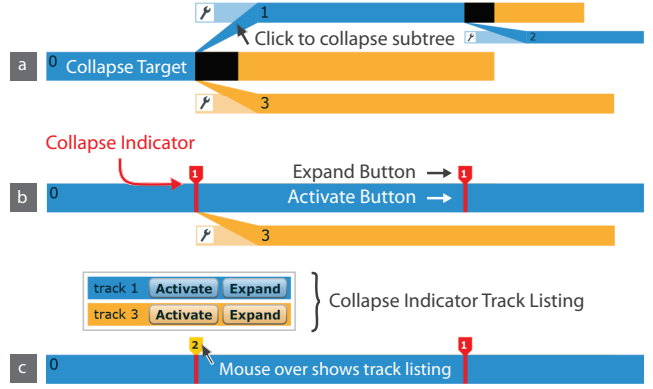 1
Click to collapse subtree
2
a
0
Collapse Target
3
Collapse Indicator
1
Expand Button
1
b
0
Activate Button
3
track 1 Activate Expand
track 3 Activate Expand
Collapse Indicator Track Listing
2
1
c
0
Mouse over shows track listing